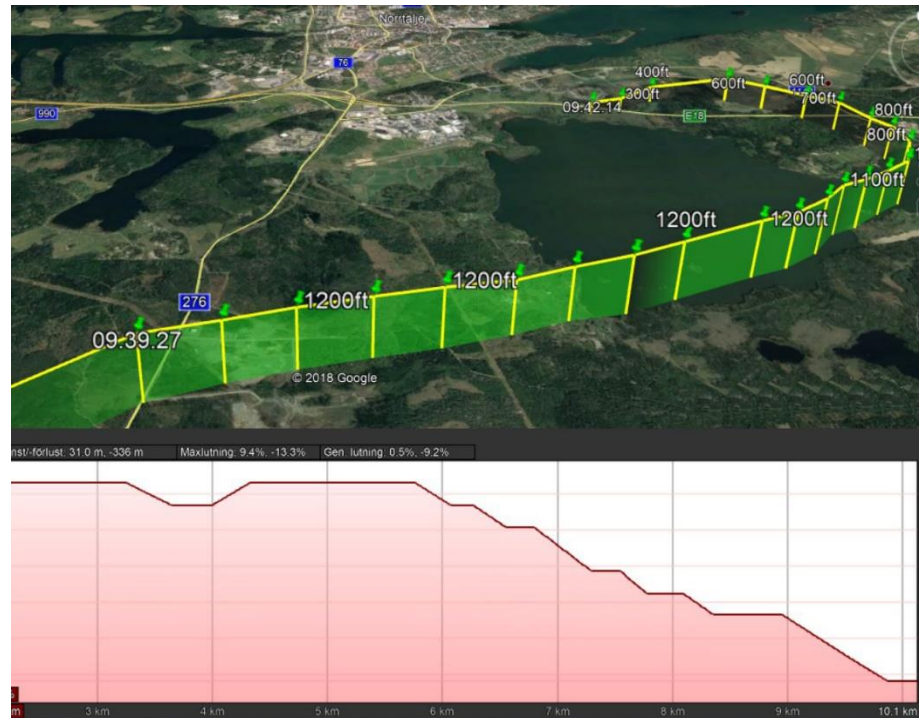 Norrtälje
76
990
400ft
300ft
600ft
600ft
700ft
09.42.14
E18
800ft
800ft
1100ft
1200ft
1200ft
1200ft
1200ft
276
09.39.27
© 2018 Google
nst/-förlust: 31.0 m, -336 m Maxlutning: 9.4%, -13.3% Gen. lutning: 0.5%, -9.2%
3 km 4 km 5 km 6 km 7 km 8 km 9 km 10.1 km